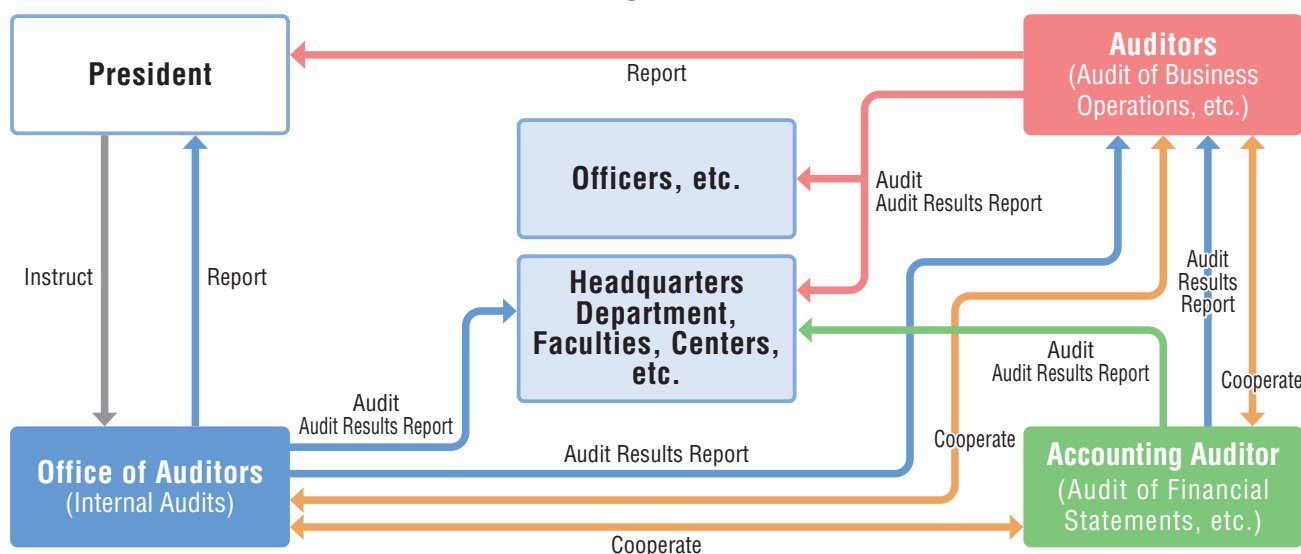 President
Auditors
(Audit of Business
Operations, etc.)
Report
Officers, etc.
Audit
Audit Results Report
Instruct
Report
Headquarters
Department,
Faculties, Centers,
etc.
Audit
Results
Report
Audit
Audit Results Report
Cooperate
Audit
Audit Results Report
Cooperate
Audit Results Report
Office of Auditors
(Internal Audits)
Accounting Auditor
(Audit of Financial
Statements, etc.)
Cooperate